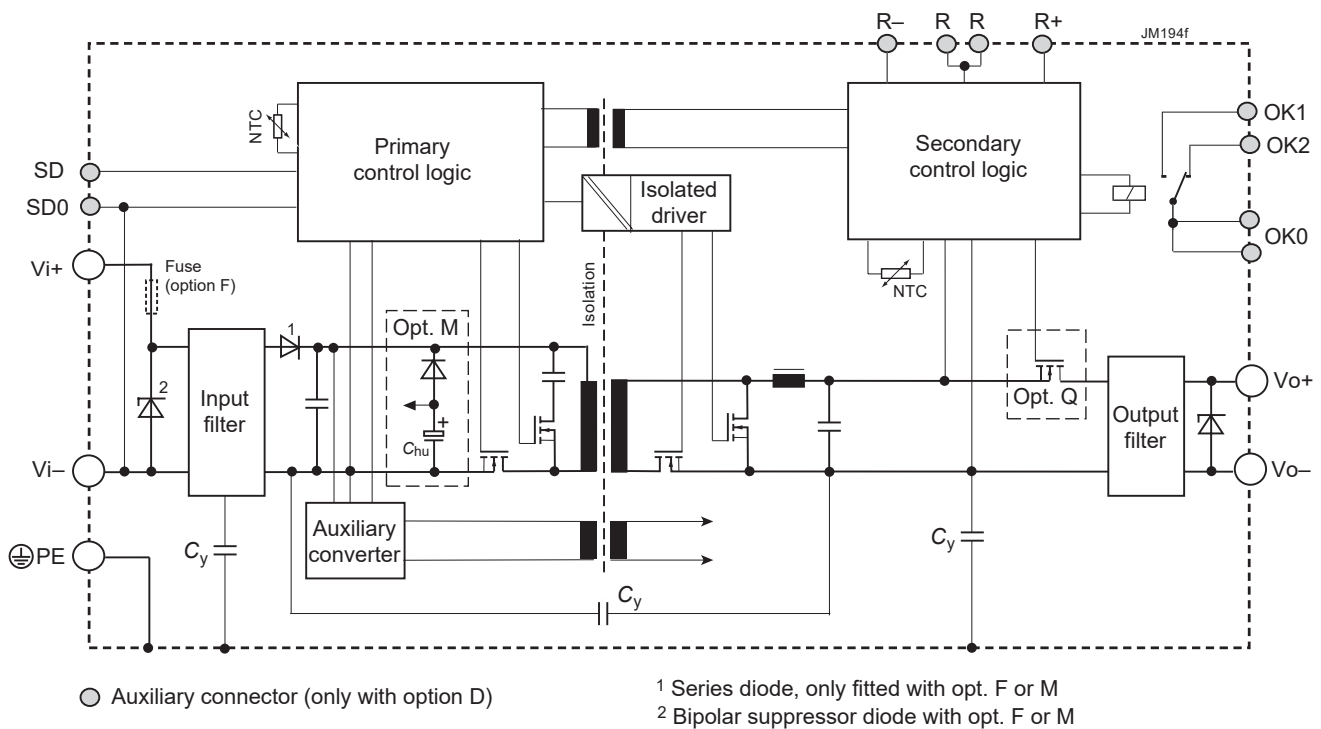 R– R R R+
JM194f
NTC
Primary
control logic
Secondary
control logic
OK1
OK2
SD
SD0
Isolated
driver
OK0
Vi+
Fuse
(option F)
Isolation
NTC
1
Opt. M
2
Input
filter
+
Chu
Opt. Q
Output
filter
Vo+
Vi–
Vo–
Auxiliary
converter
PE
Cy
Cy
Cy
Auxiliary connector (only with option D)
1 Series diode, only fitted with opt. F or M
2 Bipolar suppressor diode with opt. F or M